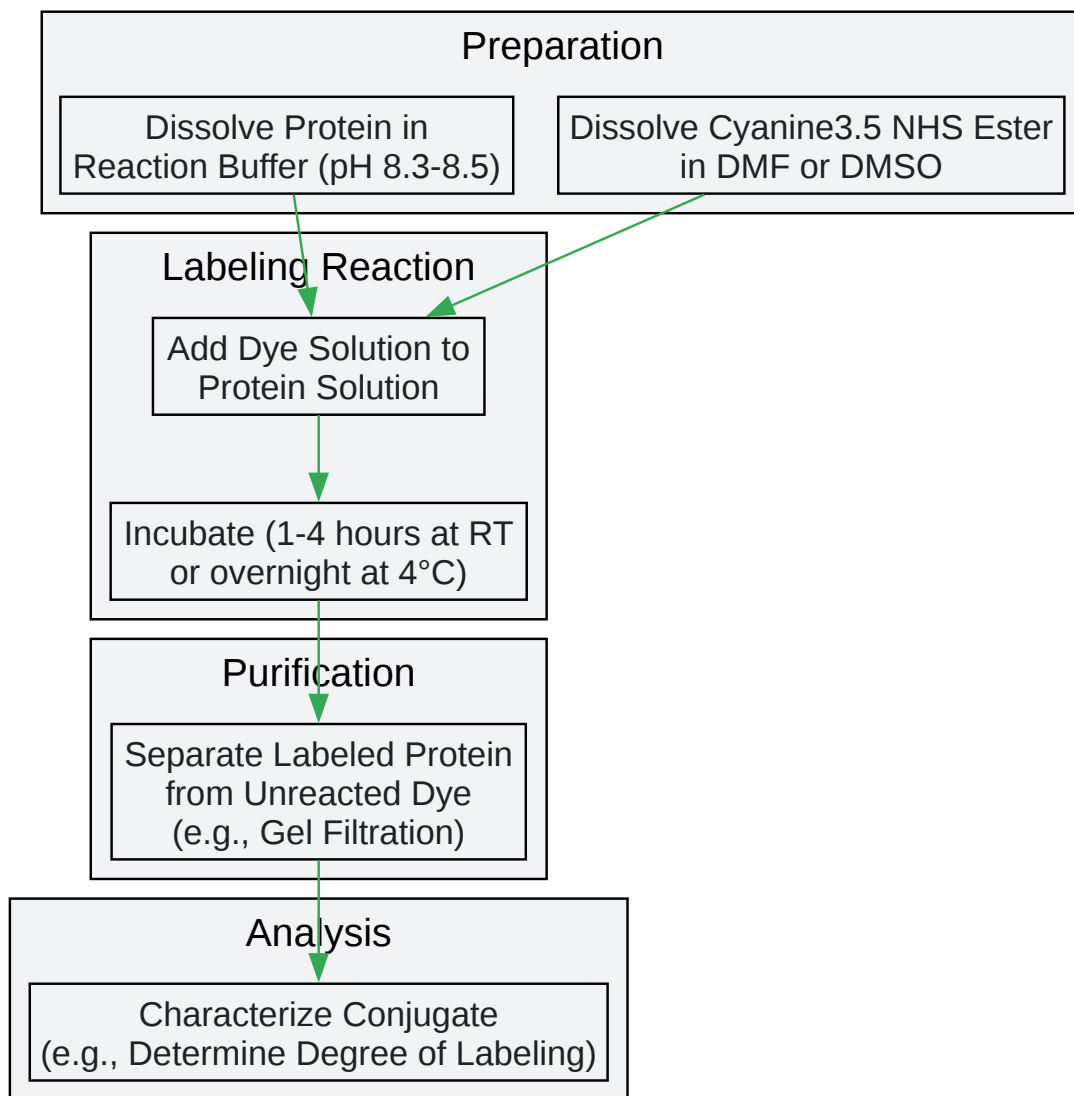 Preparation
Dissolve Protein in
Reaction Buffer (pH 8.3-8.5)
Dissolve Cyanine3.5 NHS Ester
in DMF or DMSO
Labeling Reaction
Add Dye Solution to
Protein Solution
Incubate (1-4 hours at RT
or overnight at 4°C)
Purification
Separate Labeled Protein
from Unreacted Dye
(e.g., Gel Filtration)
Analysis
Characterize Conjugate
(e.g., Determine Degree of Labeling)